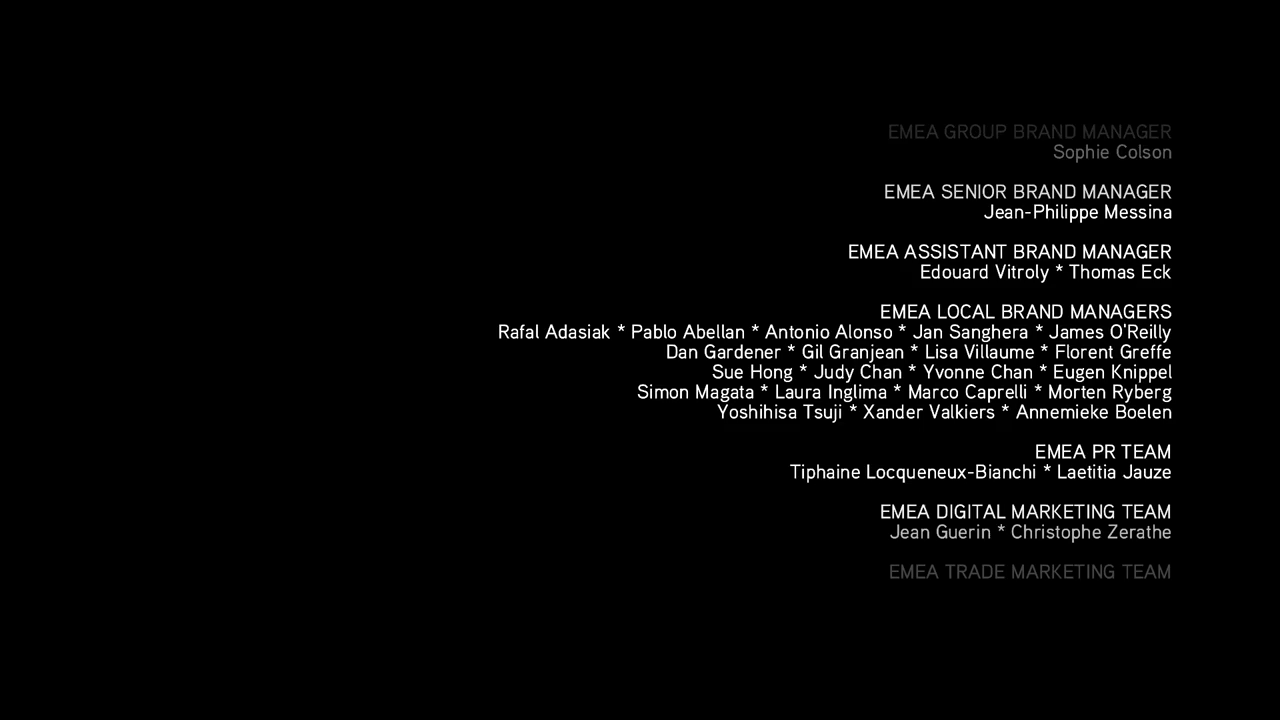 EMEA GROUP BRAND MANAGER
Sophie Colson
EMEA SENIOR BRAND MANAGER
Jean-Philippe Messina
EMEA ASSISTANT BRAND MANAGER
Edouard Vitroly * Thomas Eck
EMEA LOCAL BRAND MANAGERS
Rafal Adasiak * Pablo Abellan * Antonio Alonso * Jan Sanghera * James O'Reilly
Dan Gardener * Gil Granjean * Lisa Villaume * Florent Greffe
Sue Hong * Judy Chan * Yvonne Chan * Eugen Knippel
Simon Magata * Laura Inglima * Marco Caprelli * Morten Ryberg
Yoshihisa Tsuji * Xander Valkiers * Annemieke Boelen
EMEA PR TEAM
Tiphaine Locqueneux-Bianchi * Laetitia Jauze
EMEA DIGITAL MARKETING TEAM
Jean Guerin * Christophe Zerathe
EMEA TRADE MARKETING TEAM